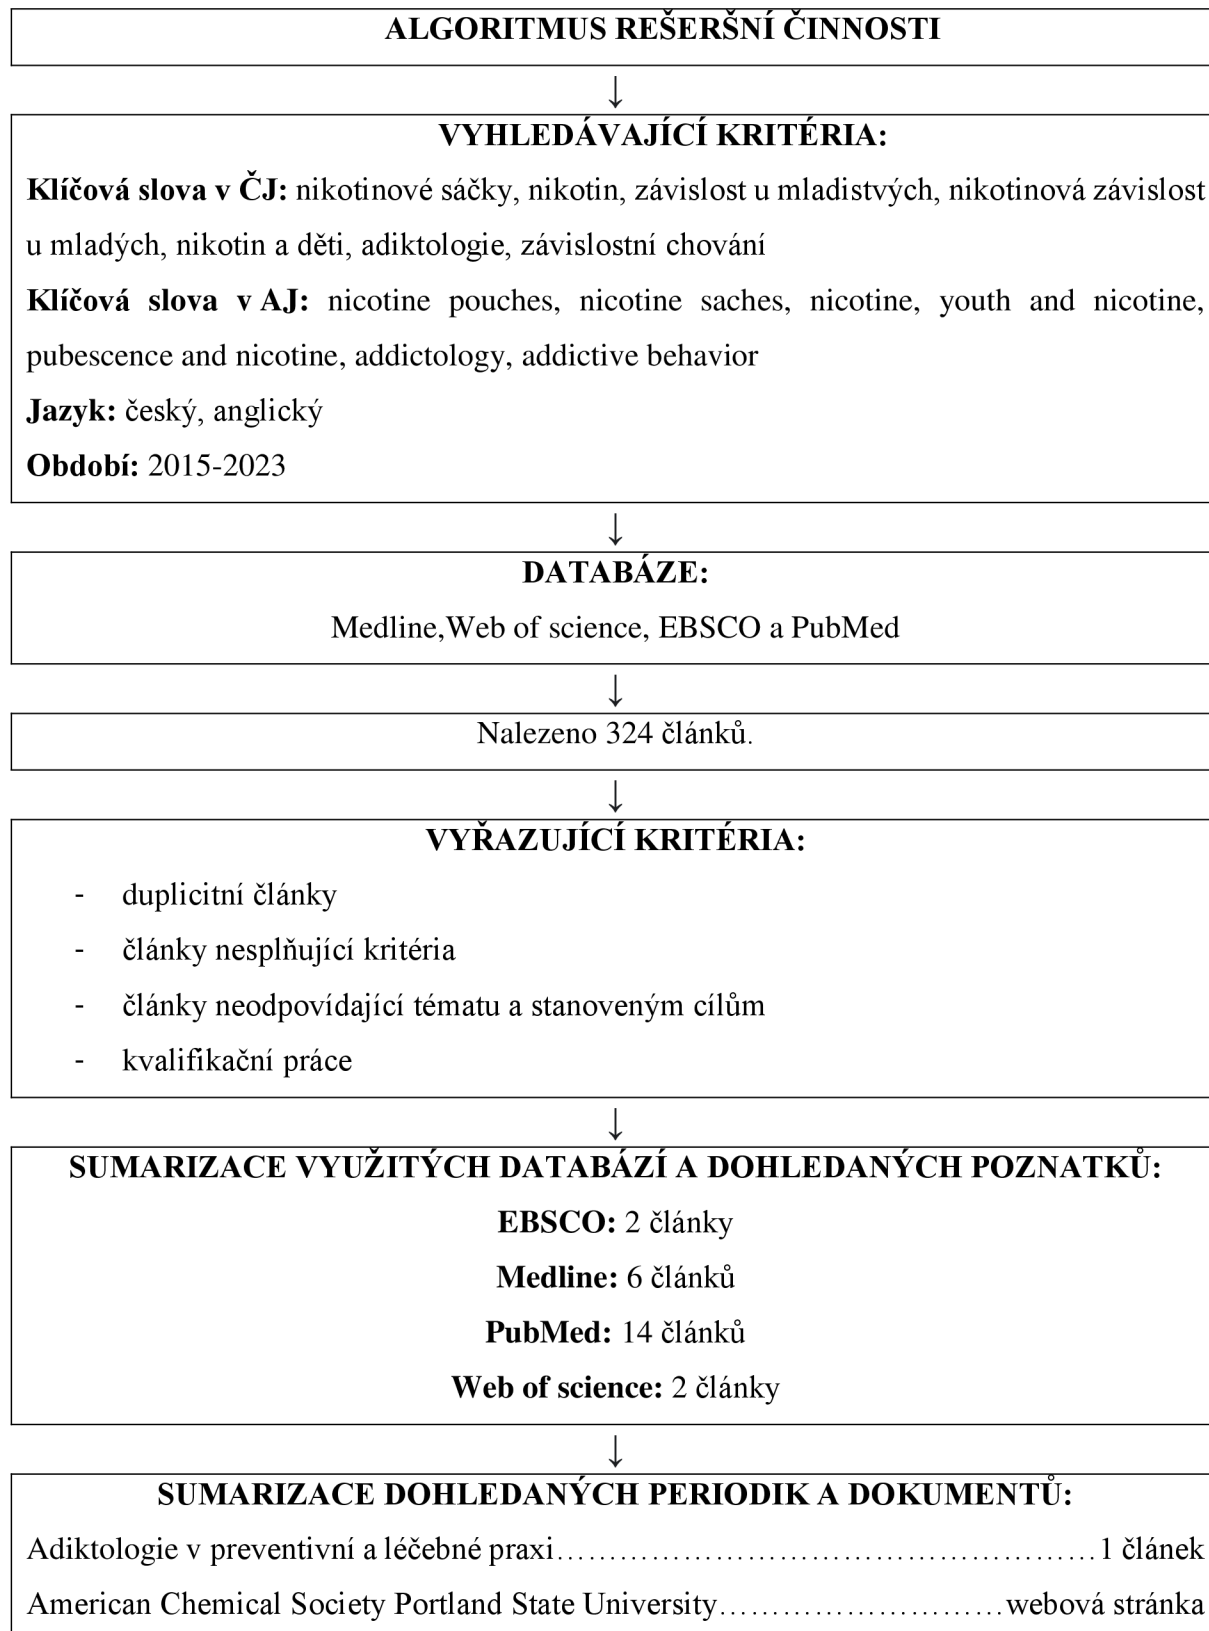 ALGORITMUS REŠERŠNÍ ČINNOSTI
↓
VYHLEDÁVAJÍCÍ KRITÉRIA:
Klíčová slova v ČJ: nikotinové sáčky, nikotin, závislost u mladistvých, nikotinová závislost
u mladých, nikotin a děti, adiktologie, závislostní chování
Klíčová slova v AJ: nicotine pouches, nicotine saches, nicotine, youth and nicotine,
pubescence and nicotine, addictology, addictive behavior
Jazyk: český, anglický
Období: 2015-2023
↓
DATABÁZE:
Medline,Web of science, EBSCO a PubMed
↓
Nalezeno 324 článků.
↓
VYŘAZUJÍCÍ KRITÉRIA:
- duplicitní články
- články nesplňující kritéria
- články neodpovídající tématu a stanoveným cílům
- kvalifikační práce
↓
SUMARIZACE VYUŽITÝCH DATABÁZÍ A DOHLEDANÝCH POZNATKŮ:
EBSCO: 2 články
Medline: 6 článků
PubMed: 14 článků
Web of science: 2 články
↓
SUMARIZACE DOHLEDANÝCH PERIODIK A DOKUMENTŮ:
Adiktologie v preventivní a léčebné praxi……………………………………………1 článek
American Chemical Society Portland State University………………………webová stránka